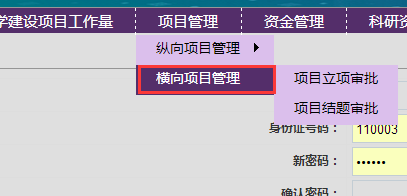 学建设项目工作量 项目管理 资金管理 科研资
纵向项目管理
横向项目管理 项目立项审批
项目结题审批
身份证号码： 110003
新密码： ••••••
确认密码：